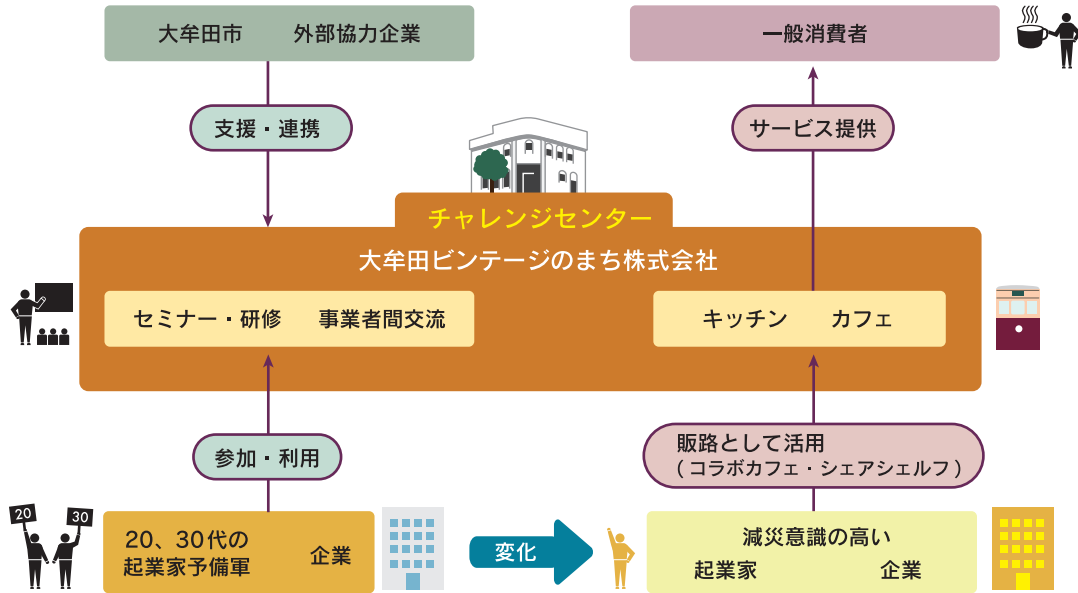 大牟田市 外部協力企業
一般消費者
支援・連携
サービス提供
チャレンジセンター
大牟田ビンテージのまち株式会社
セミナー・研修 事業者間交流
キッチン カフェ
参加・利用
販路として活用
(コラボカフェ・シェアシェルフ)
20
30
20、30代の
起業家予備軍
企業
変化
減災意識の高い
起業家 企業